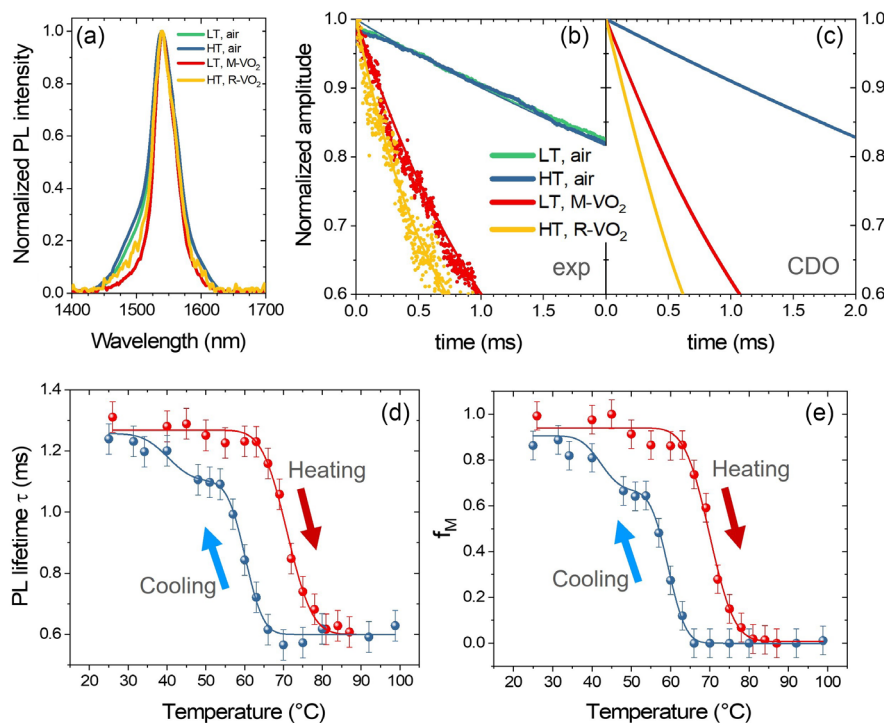 (a)
LT, air
HT, air
LT, M-VO₂
HT, R-VO₂
Normalized PL intensity
1.0
0.8
0.6
0.4
0.2
0.0
1400 1500 1600 1700
Wavelength (nm)
(b)
Normalized amplitude
1.0
0.9
0.8
0.7
0.6
LT, air
HT, air
LT, M-VO₂
HT, R-VO₂
exp
0.0 0.5 1.0 1.5
time (ms)
(c)
1.0
0.9
0.8
0.7
0.6
CDO
0.0 0.5 1.0 1.5 2.0
time (ms)
(d)
PL lifetime τ (ms)
1.4
1.2
1.0
0.8
0.6
0.4
Heating
Cooling
20 30 40 50 60 70 80 90 100
Temperature (°C)
(e)
f_M
1.0
0.8
0.6
0.4
0.2
0.0
Heating
Cooling
20 30 40 50 60 70 80 90 100
Temperature (°C)